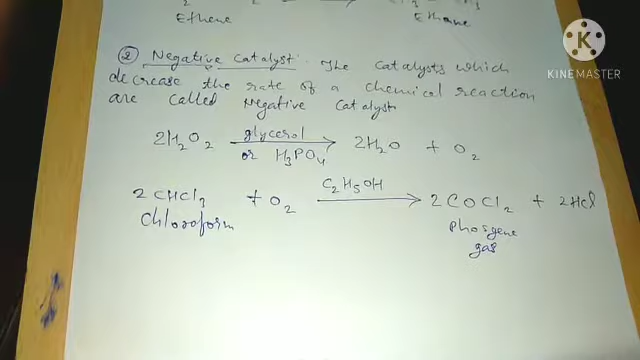 Ethene
Ethane
② Negative Catalyst. The Catalysts which
decrease the rate of a chemical reaction
are called Negative Catalyst
2H₂O₂ glycerol or H₃PO₄ 2H₂O + O₂
2CHCl₃ + O₂ C₂H₅OH 2COCl₂ + 2HCl
Chloroform Phosgene
gas
KINEMASTER